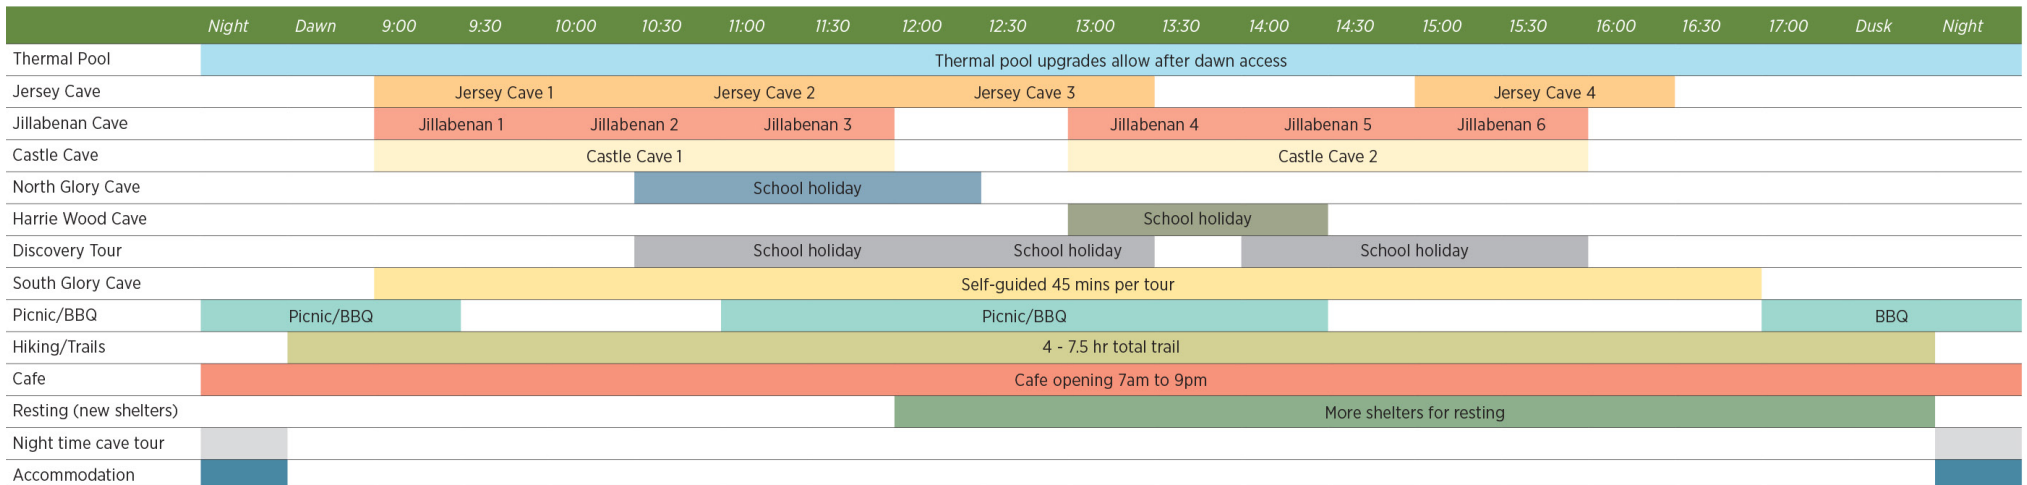 Night Dawn 9:00 9:30 10:00 10:30 11:00 11:30 12:00 12:30 13:00 13:30 14:00 14:30 15:00 15:30 16:00 16:30 17:00 Dusk Night
Thermal Pool Thermal pool upgrades allow after dawn access
Jersey Cave Jersey Cave 1 Jersey Cave 2 Jersey Cave 3 Jersey Cave 4
Jillabenan Cave Jillabenan 1 Jillabenan 2 Jillabenan 3 Jillabenan 4 Jillabenan 5 Jillabenan 6
Castle Cave Castle Cave 1 Castle Cave 2
North Glory Cave School holiday
Harrie Wood Cave School holiday
Discovery Tour School holiday School holiday School holiday
South Glory Cave Self-guided 45 mins per tour
Picnic/BBQ Picnic/BBQ Picnic/BBQ BBQ
Hiking/Trails 4 - 7.5 hr total trail
Cafe Cafe opening 7am to 9pm
Resting (new shelters) More shelters for resting
Night time cave tour
Accommodation